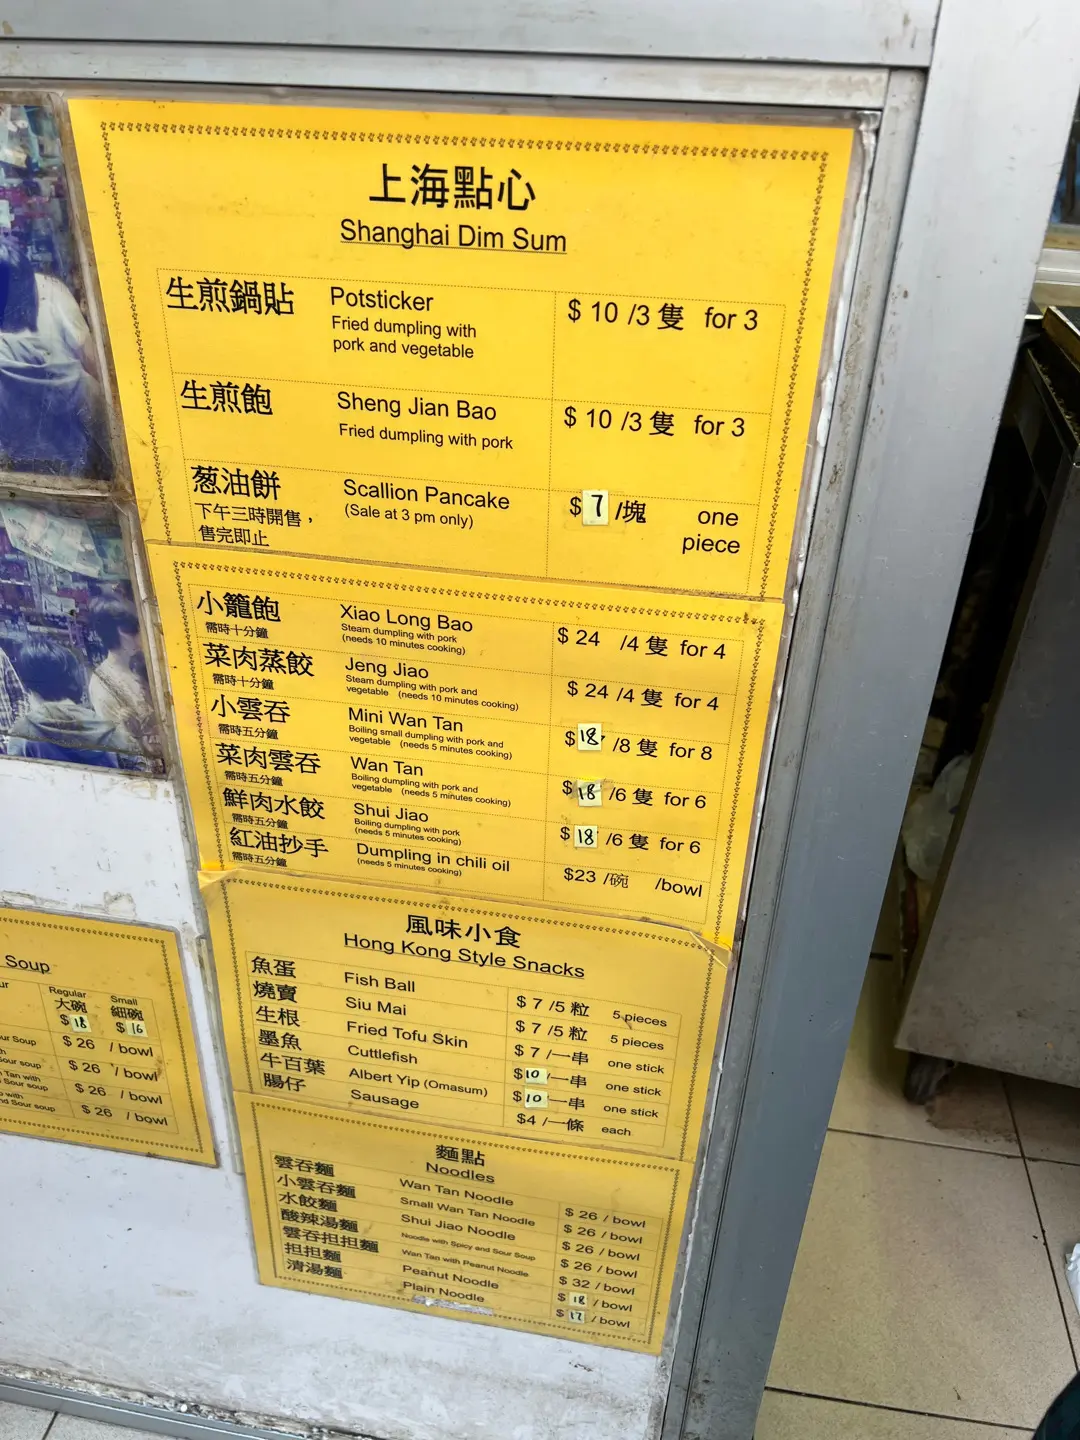 上海點心
Shanghai Dim Sum
生煎鍋貼 Potsticker $ 10 /3 隻 for 3
Fried dumpling with
pork and vegetable
生煎飽 Sheng Jian Bao $ 10 /3 隻 for 3
Fried dumpling with pork
葱油餅 Scallion Pancake $ 7 /塊 one
下午三時開售， (Sale at 3 pm only) piece
售完即止
小籠飽 Xiao Long Bao $ 24 /4 隻 for 4
需時十分鐘 Steam dumpling with pork
(needs 10 minutes cooking)
菜肉蒸餃 Jeng Jiao $ 24 /4 隻 for 4
需時十分鐘 Steam dumpling with pork and
vegetable (needs 10 minutes cooking)
小雲吞 Mini Wan Tan $ 18 /8 隻 for 8
需時五分鐘 Boiling small dumpling with pork and
vegetable (needs 5 minutes cooking)
菜肉雲吞 Wan Tan $ 18 /6 隻 for 6
需時五分鐘 Boiling dumpling with pork and
vegetable (needs 5 minutes cooking)
鮮肉水餃 Shui Jiao $ 18 /6 隻 for 6
需時五分鐘 Boiling dumpling with pork
(needs 5 minutes cooking)
紅油抄手 Dumpling in chili oil $23 /碗 /bowl
需時五分鐘 (needs 5 minutes cooking)
風味小食
Hong Kong Style Snacks
魚蛋 Fish Ball $ 7 /5 粒 5 pieces
燒賣 Siu Mai $ 7 /5 粒 5 pieces
生根 Fried Tofu Skin $ 7 /一串 one stick
墨魚 Cuttlefish $10 /一串 one stick
牛百葉 Albert Yip (Omasum) $10 一串 one stick
腸仔 Sausage $4 /一條 each
麵點
Noodles
雲吞麵 Wan Tan Noodle $ 26 / bowl
小雲吞麵 Small Wan Tan Noodle $ 26 / bowl
水餃麵 Shui Jiao Noodle $ 26 / bowl
酸辣湯麵 Noodle with Spicy and Sour Soup $ 26 / bowl
雲吞担担麵 Wan Tan with Peanut Noodle $ 32 / bowl
担担麵 Peanut Noodle $ 18 / bowl
清湯麵 Plain Noodle $ 17 / bowl
Soup
Regular Small
大碗 細碗
$ 18 $ 16
Sour Soup $ 26 / bowl
Sour soup $ 26 / bowl
Tan with
Sour soup $ 26 / bowl
with
nd Sour soup $ 26 / bowl